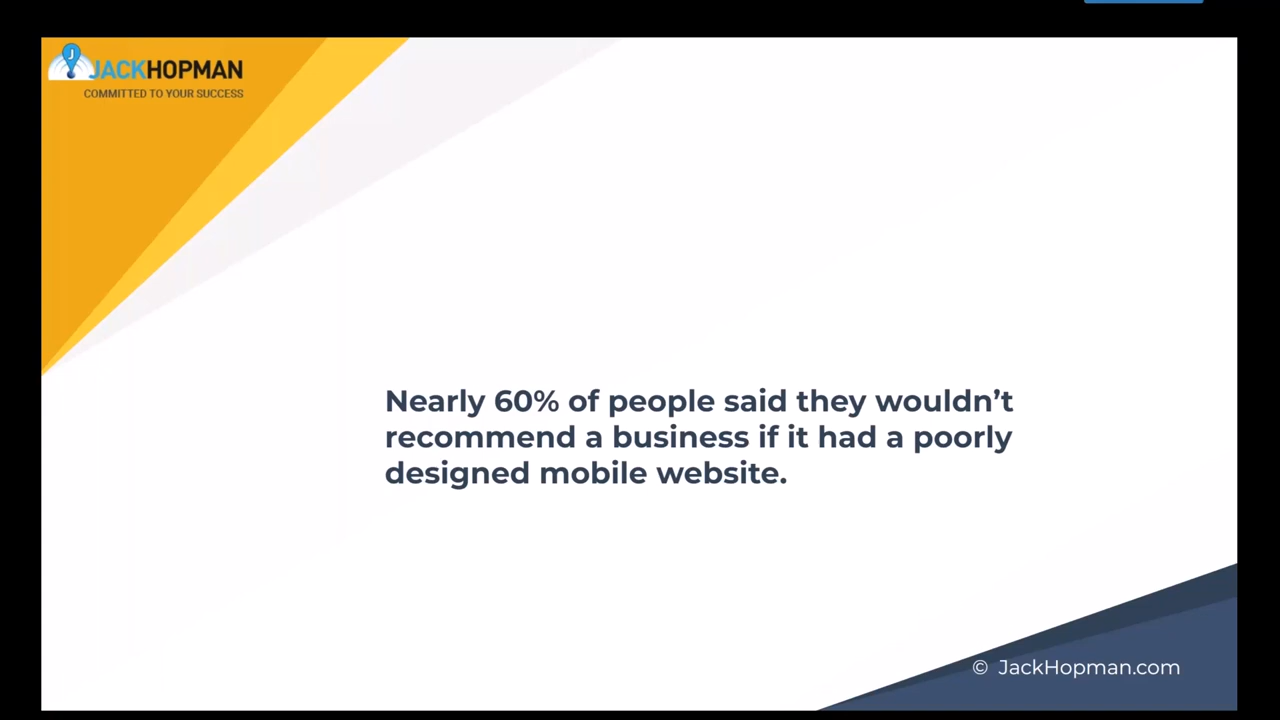 JACKHOPMAN
COMMITTED TO YOUR SUCCESS
Nearly 60% of people said they wouldn’t
recommend a business if it had a poorly
designed mobile website.
© JackHopman.com